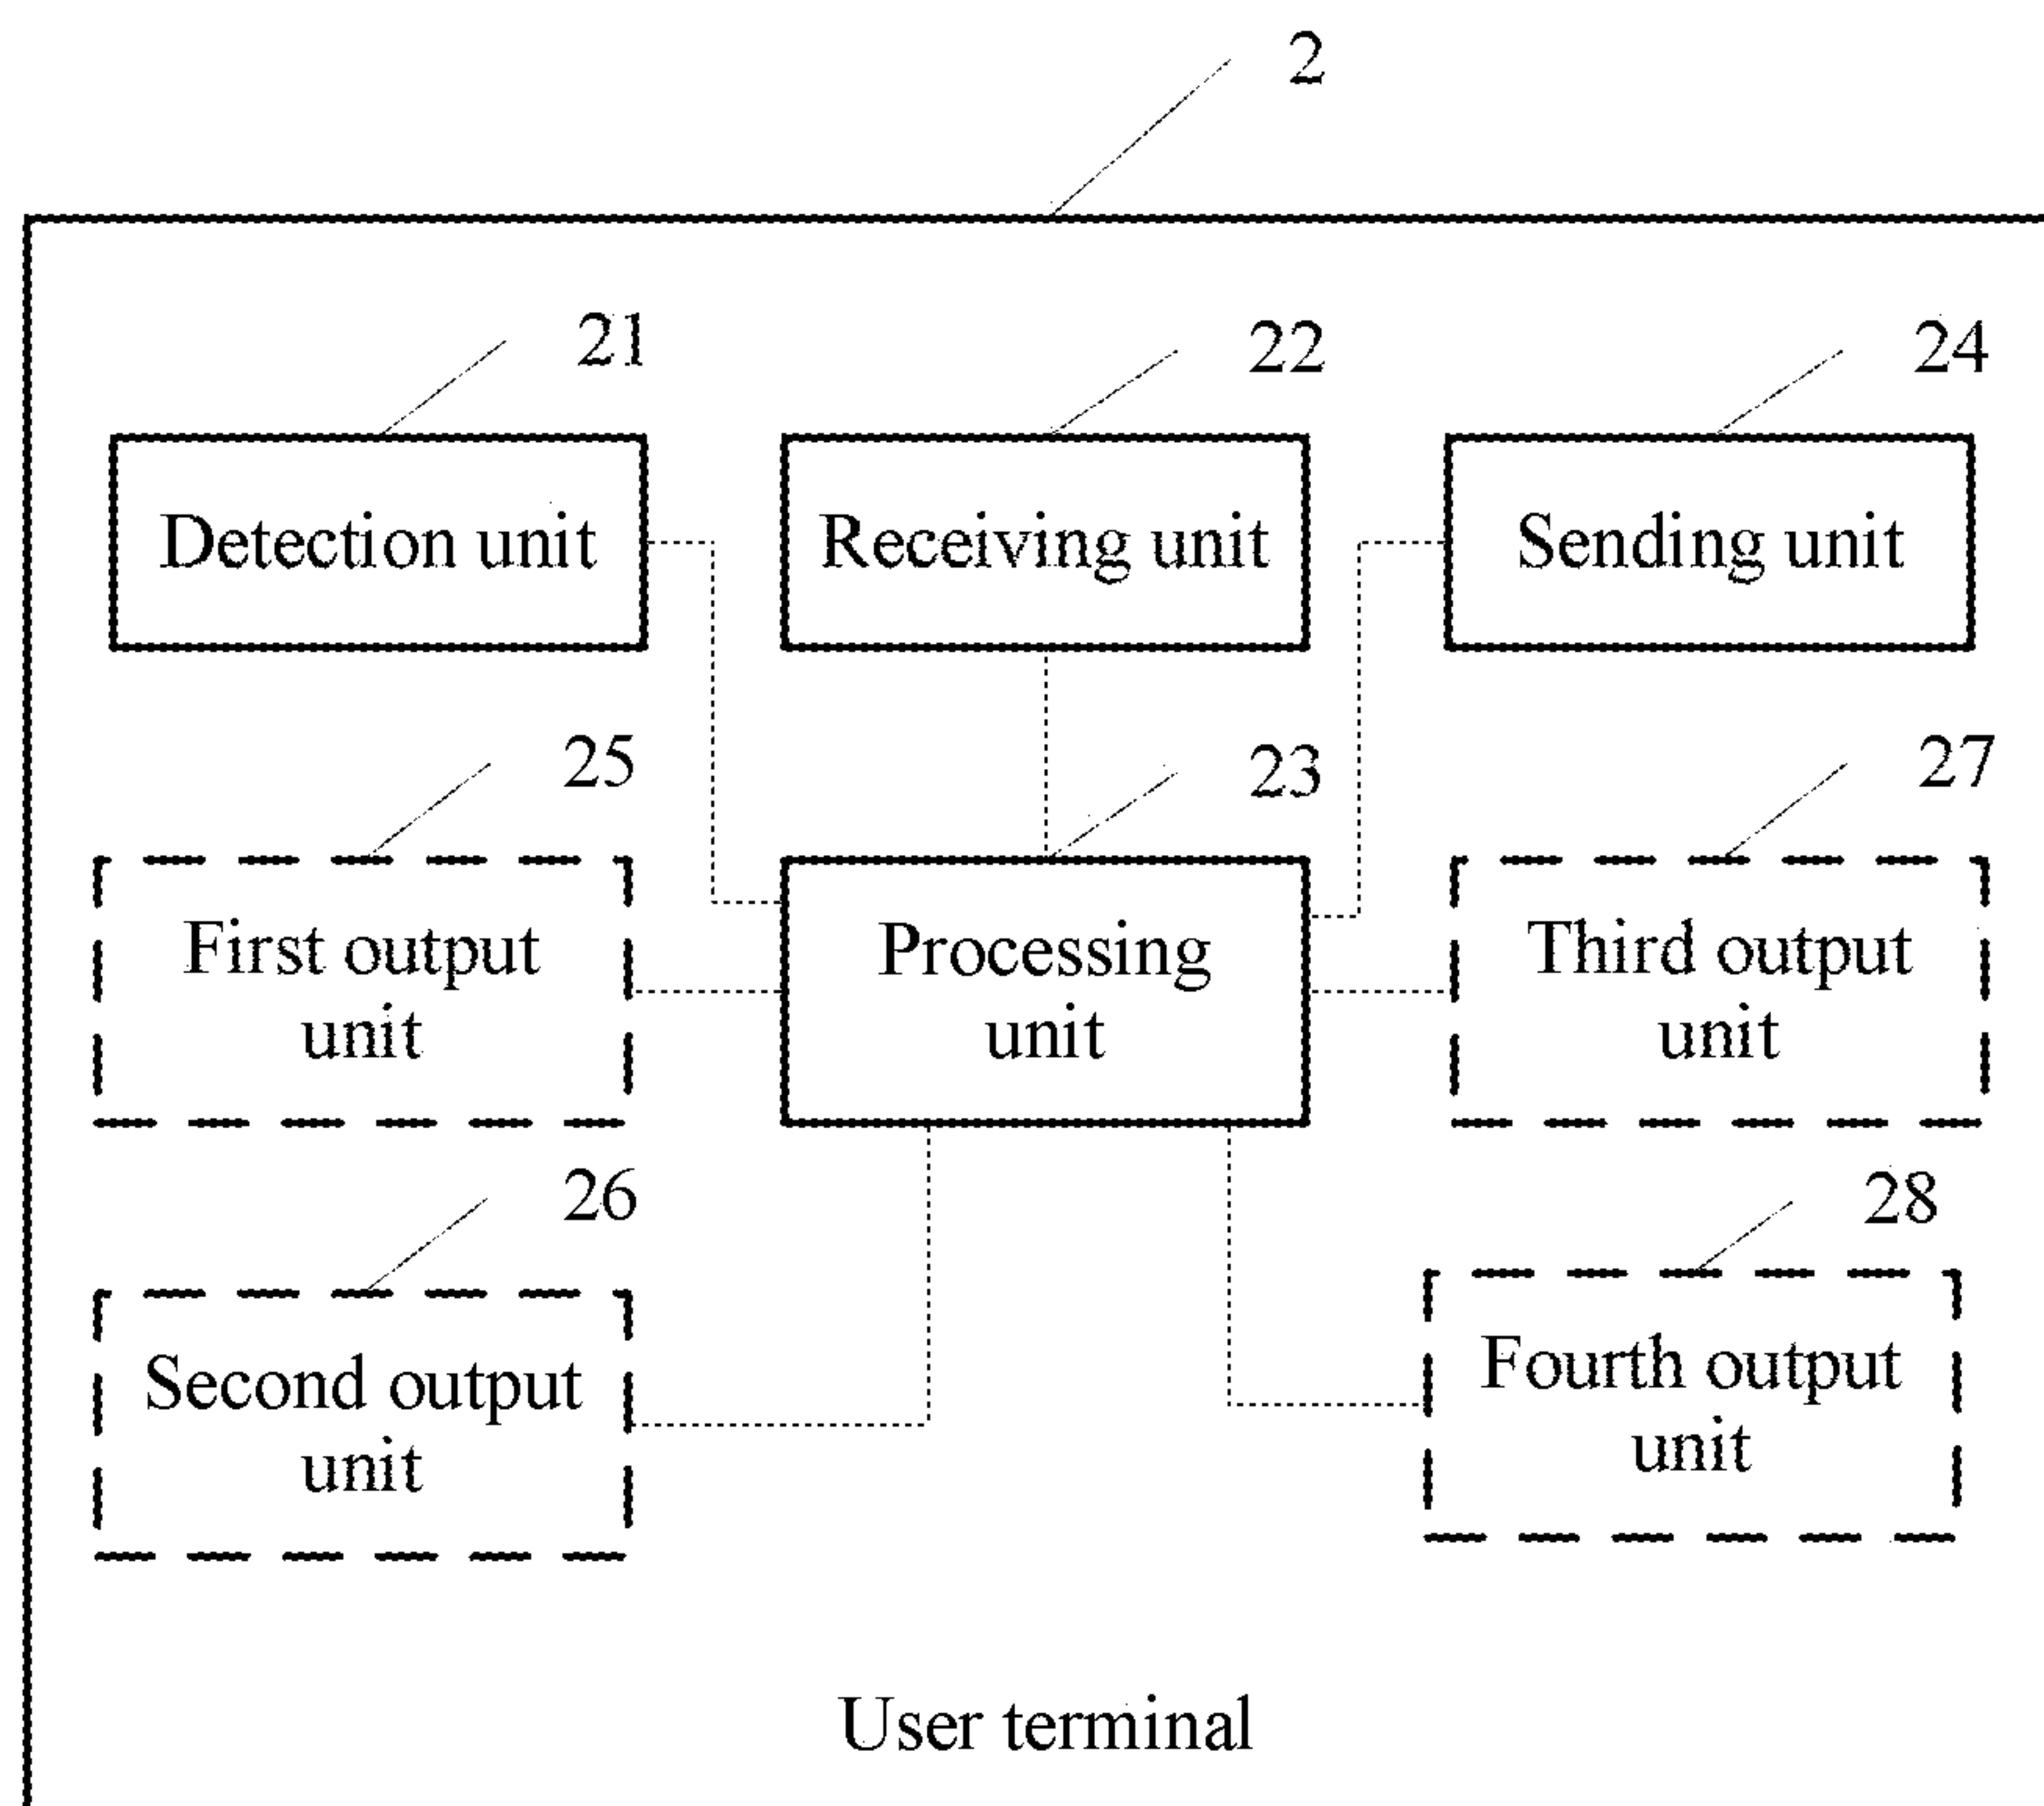 2
21
22
24
Detection unit
Receiving unit
Sending unit
25
23
27
First output
unit
Processing
unit
Third output
unit
26
28
Second output
unit
Fourth output
unit
User terminal